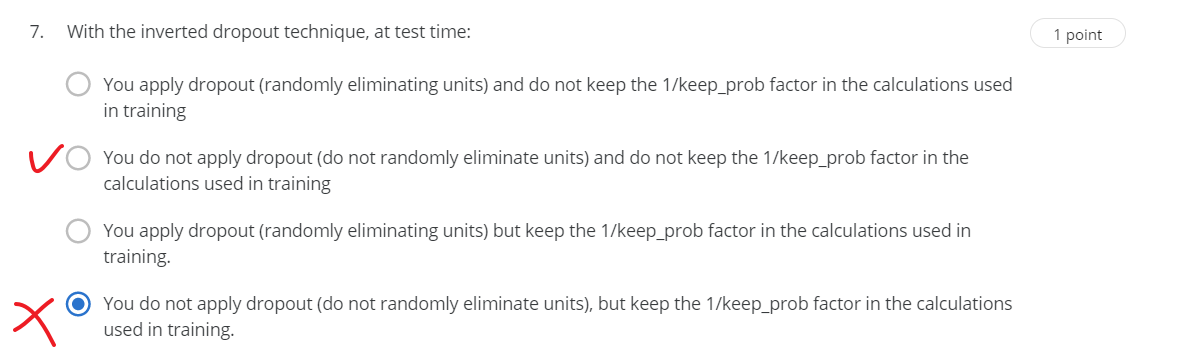 7. With the inverted dropout technique, at test time:
1 point
You apply dropout (randomly eliminating units) and do not keep the 1/keep_prob factor in the calculations used
in training
You do not apply dropout (do not randomly eliminate units) and do not keep the 1/keep_prob factor in the
calculations used in training
You apply dropout (randomly eliminating units) but keep the 1/keep_prob factor in the calculations used in
training.
You do not apply dropout (do not randomly eliminate units), but keep the 1/keep_prob factor in the calculations
used in training.